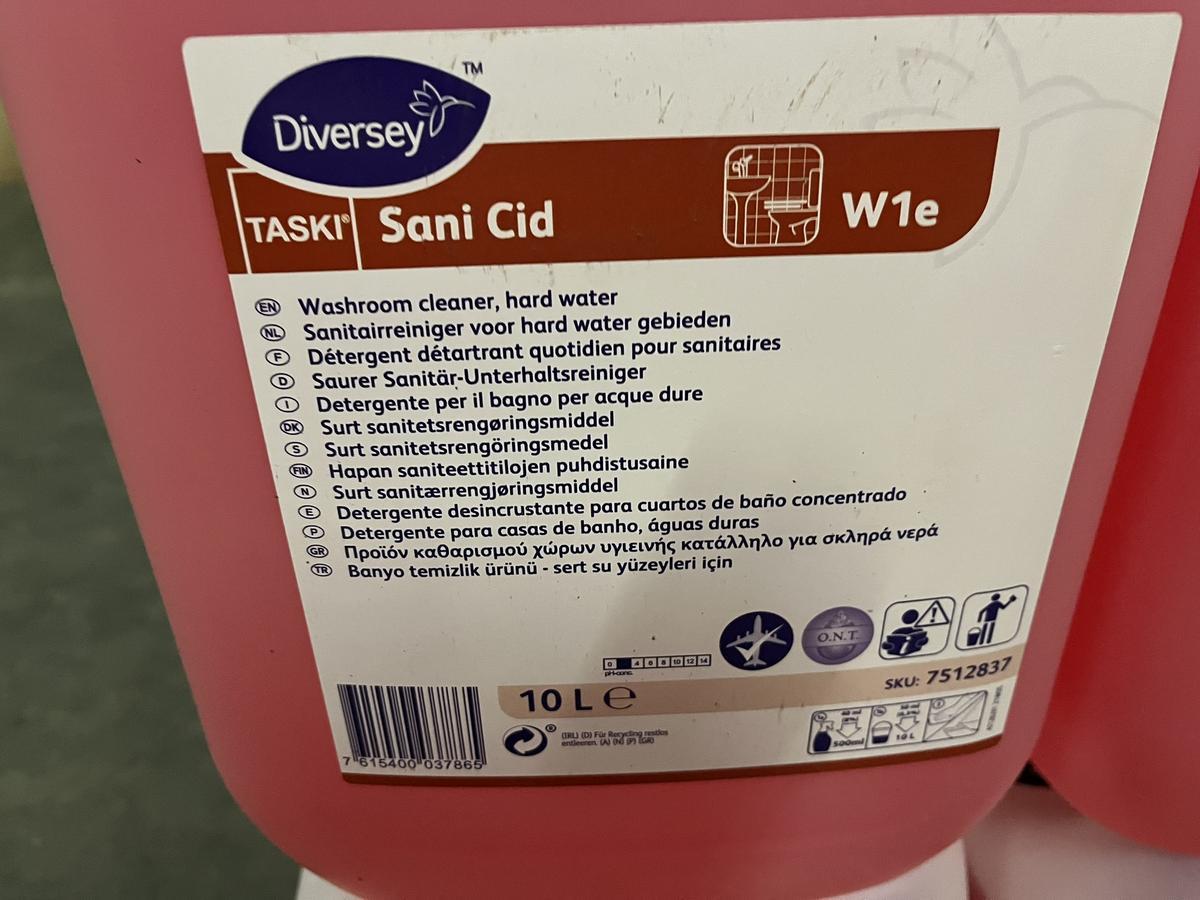 Diversey™
TASKI® Sani Cid W1e
EN Washroom cleaner, hard water
NL Sanitairreiniger voor hard water gebieden
F Détergent détartrant quotidien pour sanitaires
D Saurer Sanitär-Unterhaltsreiniger
I Detergente per il bagno per acque dure
DK Surt sanitetsrengøringsmiddel
S Surt sanitetsrengöringsmedel
FIN Hapan saniteettitilojen puhdistusaine
N Surt sanitærrengjøringsmiddel
E Detergente desincrustante para cuartos de baño concentrado
P Detergente para casas de banho, águas duras
GR Προϊόν καθαρισμού χώρων υγιεινής κατάλληλο για σκληρά νερά
TR Banyo temizlik ürünü - sert su yüzeyleri için
O.N.T.
0 4 6 8 10 12 14
pH-conc.
10 L ℮
SKU: 7512837
(IRL) (D) Für Recycling restlos
entleeren. (A) (N) (P) (GR)
500ml
10 L
7 615400 037865